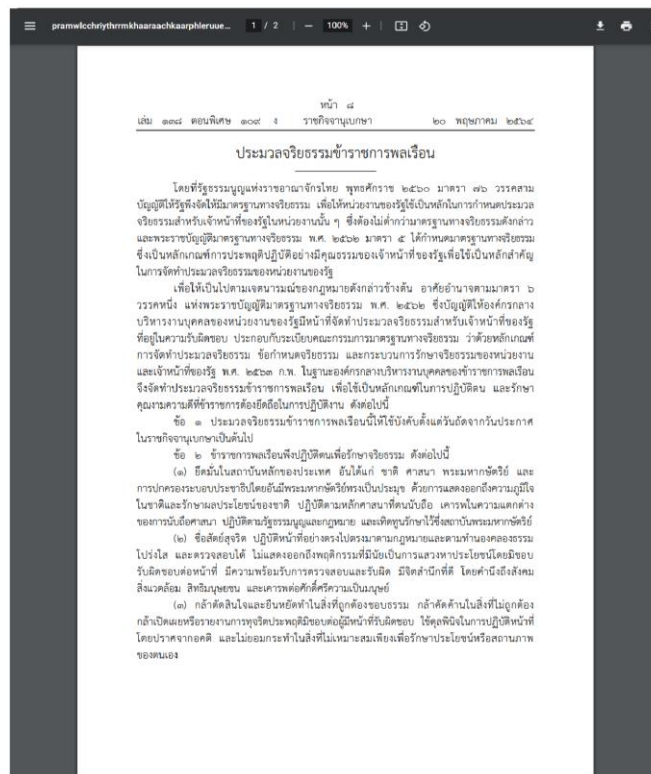 pramwlcchriythrrmkhaaraachkaarphleruue...
1 / 2
100%
หน้า ๘
เล่ม ๑๓๘ ตอนพิเศษ ๑๐๙ ง ราชกิจจานุเบกษา ๒๐ พฤษภาคม ๒๕๖๔
ประมวลจริยธรรมข้าราชการพลเรือน
โดยที่รัฐธรรมนูญแห่งราชอาณาจักรไทย พุทธศักราช ๒๕๖๐ มาตรา ๗๖ วรรคสาม
บัญญัติให้รัฐพึงจัดให้มีมาตรฐานทางจริยธรรม เพื่อให้หน่วยงานของรัฐใช้เป็นหลักในการกำหนดประมวล
จริยธรรมสำหรับเจ้าหน้าที่ของรัฐในหน่วยงานนั้น ๆ ซึ่งต้องไม่ต่ำกว่ามาตรฐานทางจริยธรรมดังกล่าว
และพระราชบัญญัติมาตรฐานทางจริยธรรม พ.ศ. ๒๕๖๒ มาตรา ๕ ได้กำหนดมาตรฐานทางจริยธรรม
ซึ่งเป็นหลักเกณฑ์การประพฤติปฏิบัติอย่างมีคุณธรรมของเจ้าหน้าที่ของรัฐเพื่อใช้เป็นหลักสำคัญ
ในการจัดทำประมวลจริยธรรมของหน่วยงานของรัฐ
เพื่อให้เป็นไปตามเจตนารมณ์ของกฎหมายดังกล่าวข้างต้น อาศัยอำนาจตามมาตรา ๖
วรรคหนึ่ง แห่งพระราชบัญญัติมาตรฐานทางจริยธรรม พ.ศ. ๒๕๖๒ ซึ่งบัญญัติให้องค์กรกลาง
บริหารงานบุคคลของหน่วยงานของรัฐมีหน้าที่จัดทำประมวลจริยธรรมสำหรับเจ้าหน้าที่ของรัฐ
ที่อยู่ในความรับผิดชอบ ประกอบกับระเบียบคณะกรรมการมาตรฐานทางจริยธรรม ว่าด้วยหลักเกณฑ์
การจัดทำประมวลจริยธรรม ข้อกำหนดจริยธรรม และกระบวนการรักษาจริยธรรมของหน่วยงาน
และเจ้าหน้าที่ของรัฐ พ.ศ. ๒๕๖๓ ก.พ. ในฐานะองค์กรกลางบริหารงานบุคคลของข้าราชการพลเรือน
จึงจัดทำประมวลจริยธรรมข้าราชการพลเรือน เพื่อใช้เป็นหลักเกณฑ์ในการปฏิบัติตน และรักษา
คุณงามความดีที่ข้าราชการต้องยึดถือในการปฏิบัติงาน ดังต่อไปนี้
ข้อ ๑ ประมวลจริยธรรมข้าราชการพลเรือนนี้ให้ใช้บังคับตั้งแต่วันถัดจากวันประกาศ
ในราชกิจจานุเบกษาเป็นต้นไป
ข้อ ๒ ข้าราชการพลเรือนพึงปฏิบัติตนเพื่อรักษาจริยธรรม ดังต่อไปนี้
(๑) ยึดมั่นในสถาบันหลักของประเทศ อันได้แก่ ชาติ ศาสนา พระมหากษัตริย์ และ
การปกครองระบอบประชาธิปไตยอันมีพระมหากษัตริย์ทรงเป็นประมุข ด้วยการแสดงออกถึงความภูมิใจ
ในชาติและรักษาผลประโยชน์ของชาติ ปฏิบัติตามหลักศาสนาที่ตนนับถือ เคารพในความแตกต่าง
ของการนับถือศาสนา ปฏิบัติตามรัฐธรรมนูญและกฎหมาย และเทิดทูนรักษาไว้ซึ่งสถาบันพระมหากษัตริย์
(๒) ซื่อสัตย์สุจริต ปฏิบัติหน้าที่อย่างตรงไปตรงมาตามกฎหมายและตามทำนองคลองธรรม
โปร่งใส และตรวจสอบได้ ไม่แสดงออกถึงพฤติกรรมที่มีนัยเป็นการแสวงหาประโยชน์โดยมิชอบ
รับผิดชอบต่อหน้าที่ มีความพร้อมรับการตรวจสอบและรับผิด มีจิตสำนึกที่ดี โดยคำนึงถึงสังคม
สิ่งแวดล้อม สิทธิมนุษยชน และเคารพต่อศักดิ์ศรีความเป็นมนุษย์
(๓) กล้าตัดสินใจและยืนหยัดทำในสิ่งที่ถูกต้องชอบธรรม กล้าคัดค้านในสิ่งที่ไม่ถูกต้อง
กล้าเปิดเผยหรือรายงานการทุจริตประพฤติมิชอบต่อผู้มีหน้าที่รับผิดชอบ ใช้ดุลพินิจในการปฏิบัติหน้าที่
โดยปราศจากอคติ และไม่ยอมกระทำในสิ่งที่ไม่เหมาะสมเพียงเพื่อรักษาประโยชน์หรือสถานภาพ
ของตนเอง